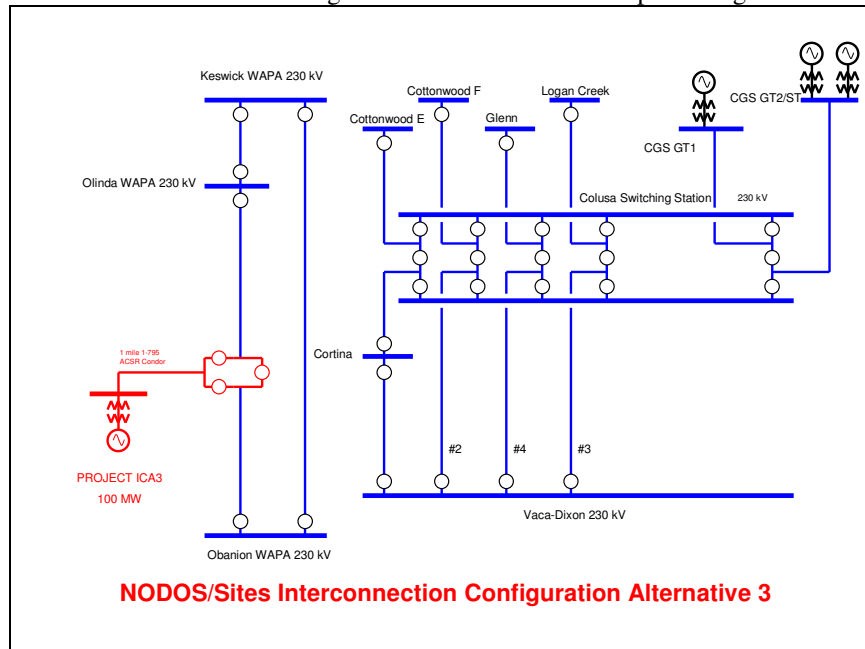 Keswick WAPA 230 kV
Cottonwood F
Logan Creek
Cottonwood E
Glenn
CGS GT2/ST
CGS GT1
Olinda WAPA 230 kV
Colusa Switching Station
230 kV
1 mile 1-795
ACSR Condor
Cortina
PROJECT ICA3
100 MW
#2
#4
#3
Vaca-Dixon 230 kV
Obanion WAPA 230 kV
NODOS/Sites Interconnection Configuration Alternative 3